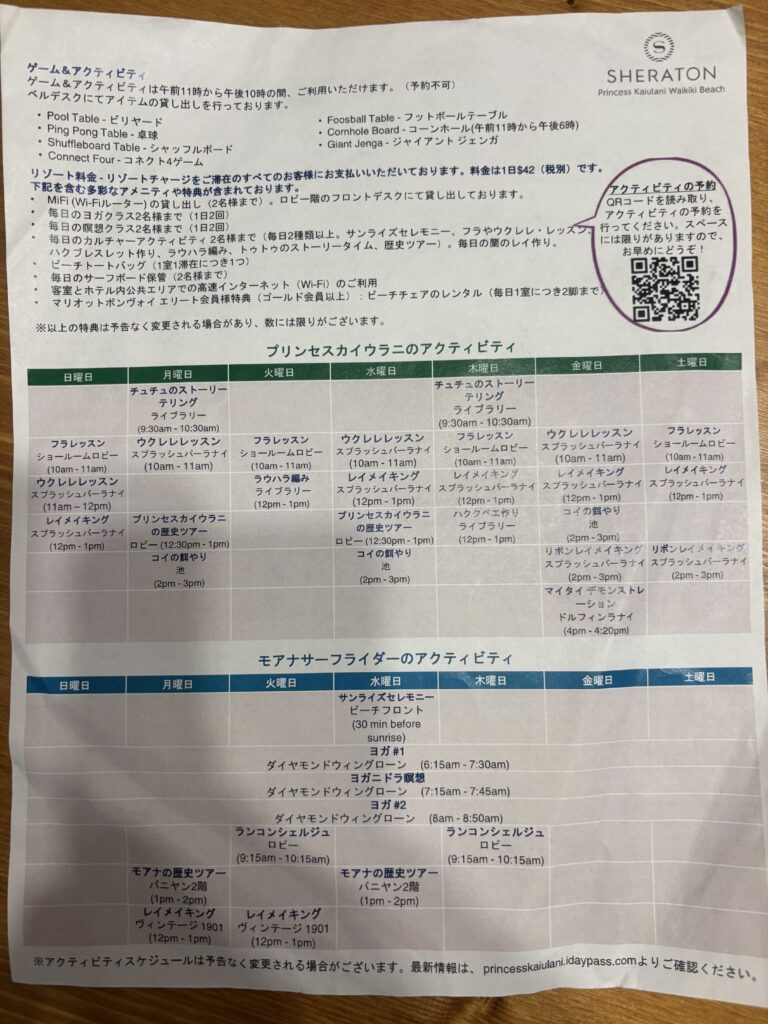 SHERATON
Princess Kaiulani Waikiki Beach
ゲーム＆アクティビティ
ゲーム＆アクティビティは午前11時から午後10時の間、ご利用いただけます。（予約不可）
ベルデスクにてアイテムの貸し出しを行っております。
• Pool Table - ビリヤード
• Ping Pong Table - 卓球
• Shuffleboard Table - シャッフルボード
• Connect Four - コネクト4ゲーム
• Foosball Table - フットボールテーブル
• Cornhole Board - コーンホール(午前11時から午後6時)
• Giant Jenga - ジャイアント ジェンガ
リゾート料金 - リゾートチャージをご滞在のすべてのお客様にお支払いいただいております。料金は1日$42（税別）です。
下記を含む多彩なアメニティや特典が含まれております。
• MiFi (Wi-Fiルーター) の貸し出し（2名様まで）。ロビー階のフロントデスクにて貸し出しております。
• 毎日のヨガクラス2名様まで（1日2回）
• 毎日の瞑想クラス2名様まで（1日2回）
• 毎日のカルチャーアクティビティ 2名様まで（毎日2種類以上。サンライズセレモニー、フラやウクレレ・レッスン、
ハクブレスレット作り、ラウハラ編み、トゥトゥのストーリータイム、歴史ツアー）。毎日の蘭のレイ作り。
• ビーチトートバッグ（1室1滞在につき1つ）
• 毎日のサーフボード保管（2名様まで）
• 客室とホテル内公共エリアでの高速インターネット（Wi-Fi）のご利用
• マリオットボンヴォイ エリート会員様特典（ゴールド会員以上）：ビーチチェアのレンタル（毎日1室につき2脚まで）
※以上の特典は予告なく変更される場合があり、数には限りがございます。
アクティビティの予約
QRコードを読み取り、
アクティビティの予約を
行ってください。スペース
には限りがありますので、
お早めにどうぞ！
プリンセスカイウラニのアクティビティ
日曜日 月曜日 火曜日 水曜日 木曜日 金曜日 土曜日
チュチュのストーリー
テリング
ライブラリー
(9:30am - 10:30am)
チュチュのストーリー
テリング
ライブラリー
(9:30am - 10:30am)
フラレッスン
ショールームロビー
(10am - 11am)
ウクレレレッスン
スプラッシュバーラナイ
(10am - 11am)
フラレッスン
ショールームロビー
(10am - 11am)
ウクレレレッスン
スプラッシュバーラナイ
(10am - 11am)
フラレッスン
ショールームロビー
(10am - 11am)
ウクレレレッスン
スプラッシュバーラナイ
(10am - 11am)
フラレッスン
ショールームロビー
(10am - 11am)
ウクレレレッスン
スプラッシュバーラナイ
(11am – 12pm)
ラウハラ編み
ライブラリー
(12pm - 1pm)
レイメイキング
スプラッシュバーラナイ
(12pm - 1pm)
レイメイキング
スプラッシュバーラナイ
(12pm - 1pm)
レイメイキング
スプラッシュバーラナイ
(12pm - 1pm)
レイメイキング
スプラッシュバーラナイ
(12pm - 1pm)
レイメイキング
スプラッシュバーラナイ
(12pm - 1pm)
プリンセスカイウラニ
の歴史ツアー
ロビー (12:30pm - 1pm)
プリンセスカイウラニ
の歴史ツアー
ロビー (12:30pm - 1pm)
ハククペエ作り
ライブラリー
(12pm - 1pm)
コイの餌やり
池
(2pm - 3pm)
コイの餌やり
池
(2pm - 3pm)
コイの餌やり
池
(2pm - 3pm)
リボンレイメイキング
スプラッシュバーラナイ
(2pm - 3pm)
リボンレイメイキング
スプラッシュバーラナイ
(2pm - 3pm)
マイタイ デモンストレ
ーション
ドルフィンラナイ
(4pm - 4:20pm)
モアナサーフライダーのアクティビティ
日曜日 月曜日 火曜日 水曜日 木曜日 金曜日 土曜日
サンライズセレモニー
ビーチフロント
(30 min before
sunrise)
ヨガ #1
ダイヤモンドウィングローン (6:15am - 7:30am)
ヨガニドラ瞑想
ダイヤモンドウィングローン (7:15am - 7:45am)
ヨガ #2
ダイヤモンドウィングローン (8am - 8:50am)
ランコンシェルジュ
ロビー
(9:15am - 10:15am)
ランコンシェルジュ
ロビー
(9:15am - 10:15am)
モアナの歴史ツアー
バニヤン2階
(1pm - 2pm)
モアナの歴史ツアー
バニヤン2階
(1pm - 2pm)
レイメイキング
ヴィンテージ 1901
(12pm - 1pm)
レイメイキング
ヴィンテージ 1901
(12pm - 1pm)
※アクティビティスケジュールは予告なく変更される場合がございます。最新情報は、 princesskaiulani.idaypass.comよりご確認ください。